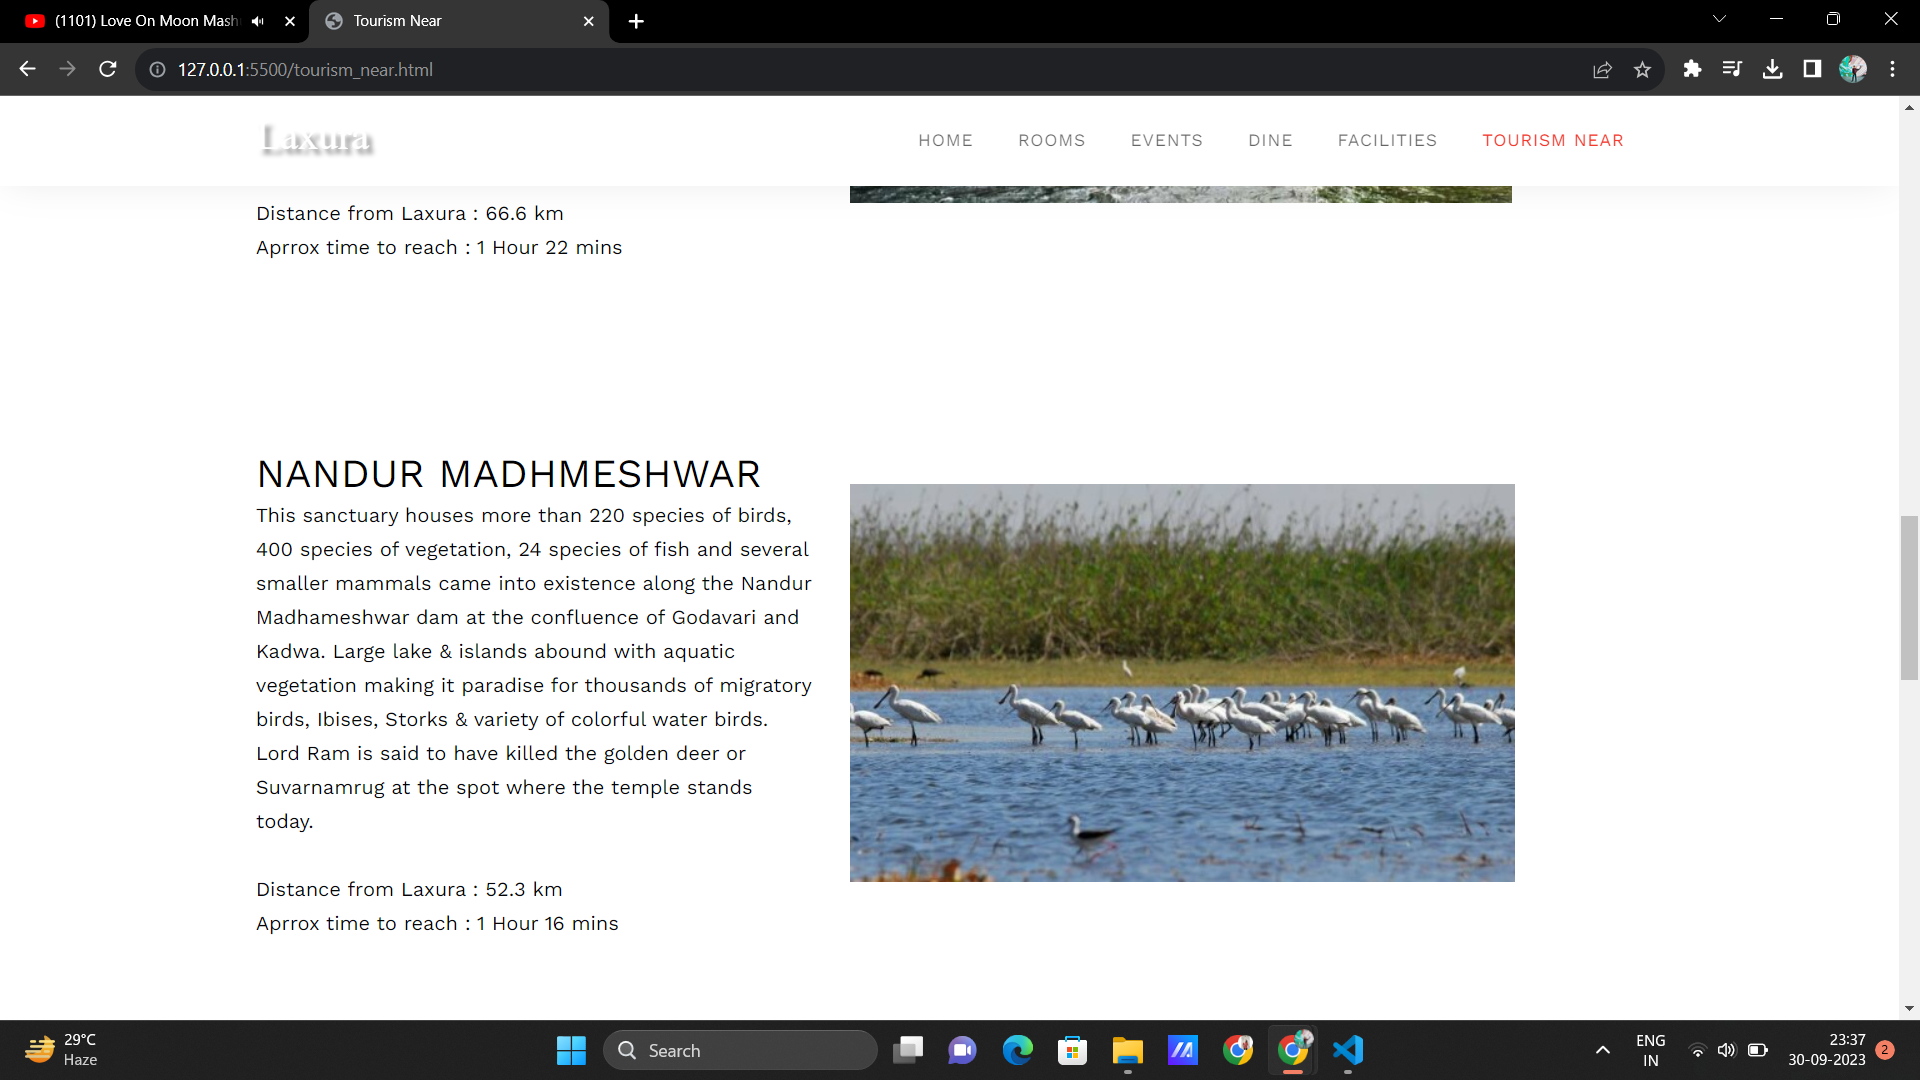 (1101) Love On Moon Mash
Tourism Near
127.0.0.1:5500/tourism_near.html
Laxura
HOME ROOMS EVENTS DINE FACILITIES TOURISM NEAR
Distance from Laxura : 66.6 km
Aprrox time to reach : 1 Hour 22 mins
NANDUR MADHMESHWAR
This sanctuary houses more than 220 species of birds,
400 species of vegetation, 24 species of fish and several
smaller mammals came into existence along the Nandur
Madhameshwar dam at the confluence of Godavari and
Kadwa. Large lake & islands abound with aquatic
vegetation making it paradise for thousands of migratory
birds, Ibises, Storks & variety of colorful water birds.
Lord Ram is said to have killed the golden deer or
Suvarnamrug at the spot where the temple stands
today.
Distance from Laxura : 52.3 km
Aprrox time to reach : 1 Hour 16 mins
29°C
Haze
Search
ENG
IN
23:37
30-09-2023
2